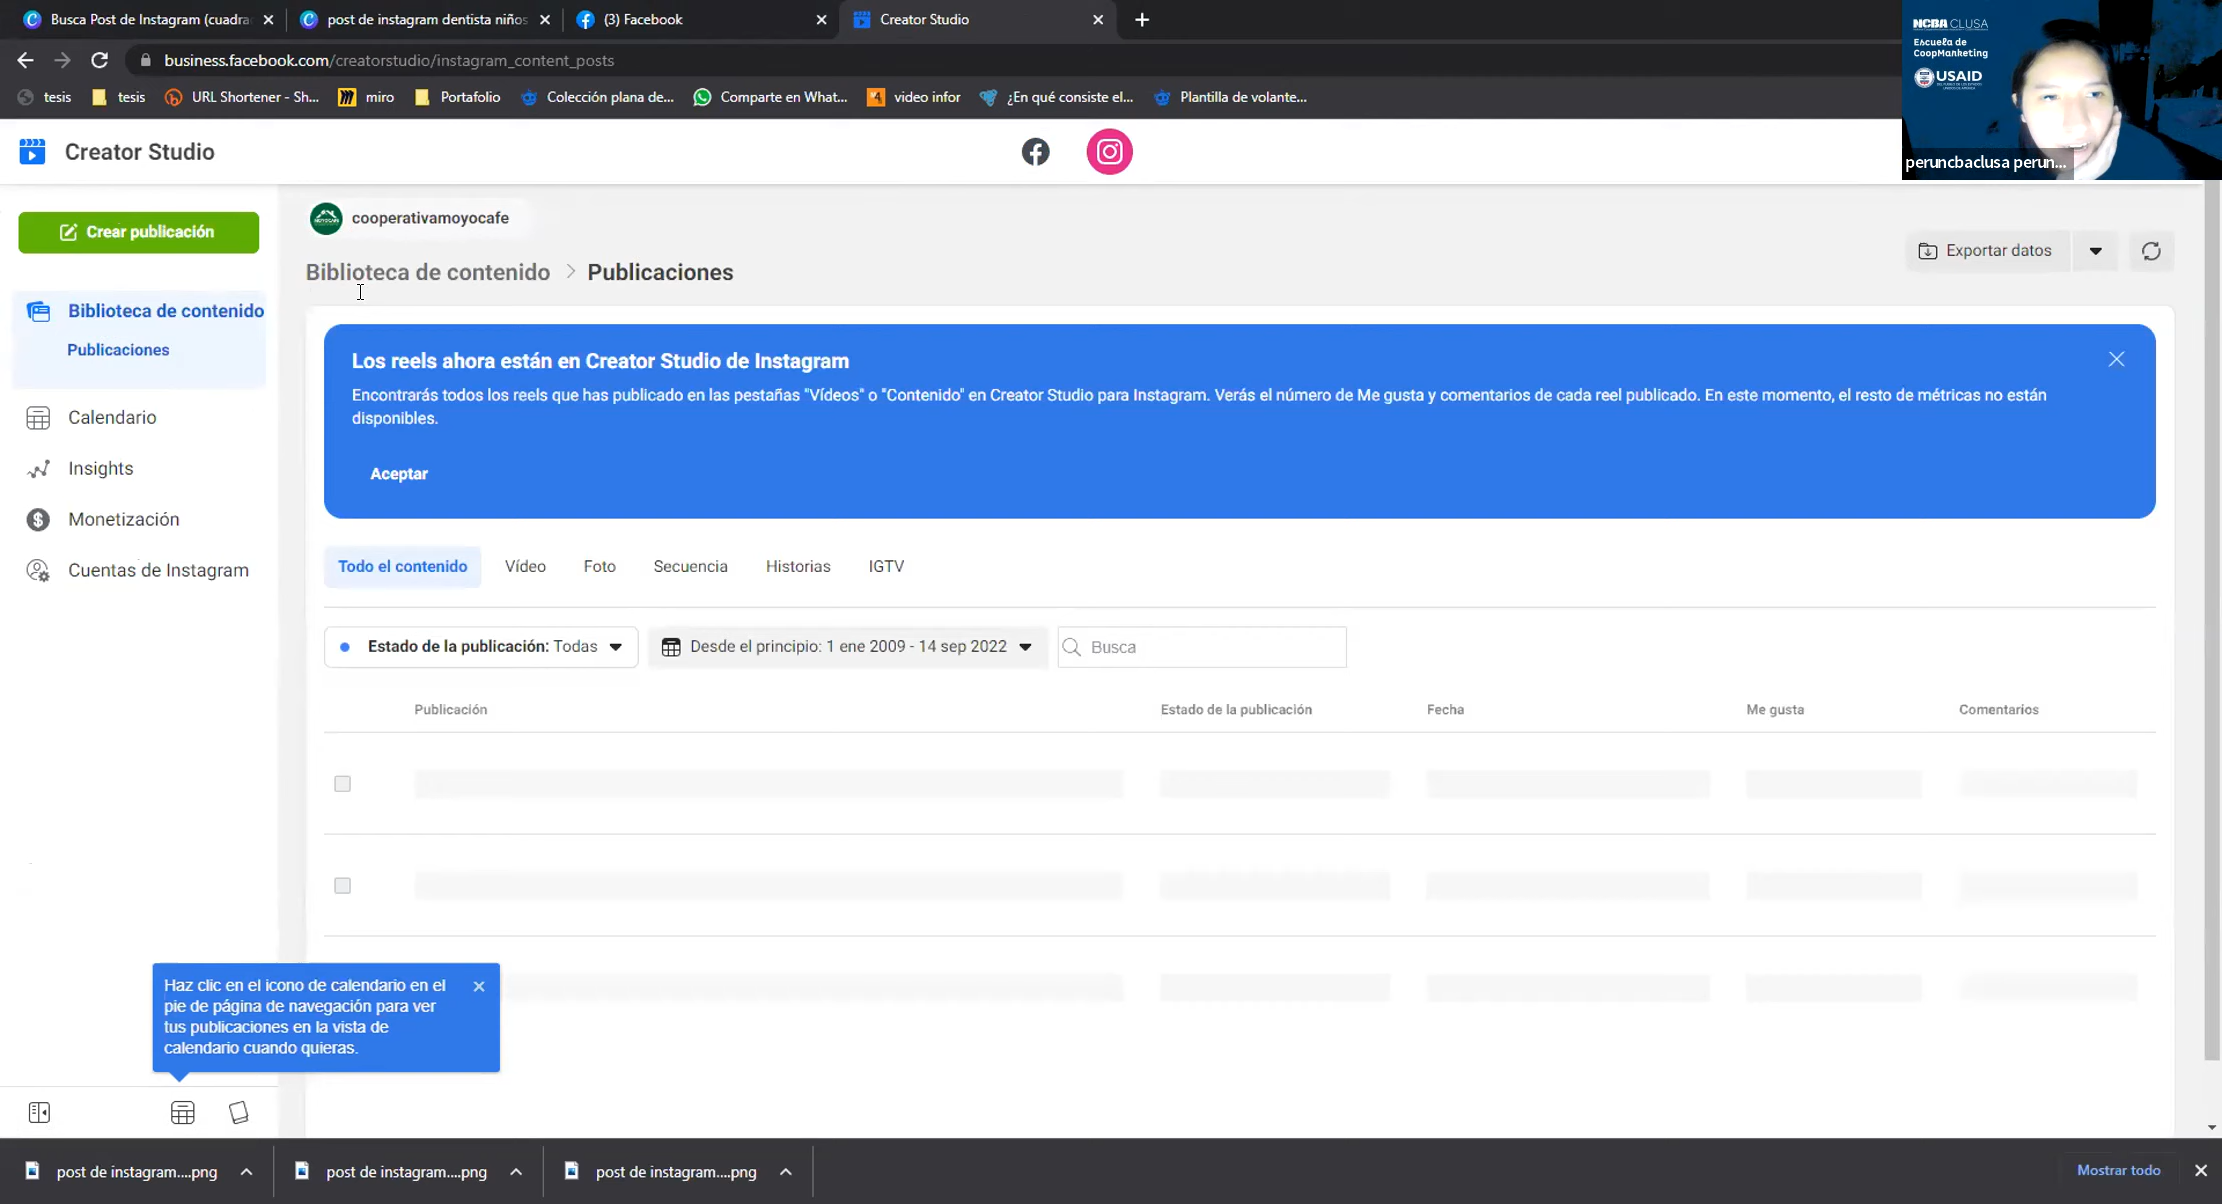 Busca Post de Instagram (cuadra
post de instagram dentista niños
(3) Facebook
Creator Studio
business.facebook.com/creatorstudio/instagram_content_posts
tesis
tesis
URL Shortener - Sh...
miro
Portafolio
Colección plana de...
Comparte en What...
video infor
¿En qué consiste el...
Plantilla de volante...
NCBA CLUSA
Escuela de
CoopMarketing
USAID
peruncbaclusa perun...
Creator Studio
Crear publicación
cooperativamoyocafe
Exportar datos
Biblioteca de contenido > Publicaciones
Biblioteca de contenido
Publicaciones
Calendario
Insights
Monetización
Cuentas de Instagram
Los reels ahora están en Creator Studio de Instagram
Encontrarás todos los reels que has publicado en las pestañas "Vídeos" o "Contenido" en Creator Studio para Instagram. Verás el número de Me gusta y comentarios de cada reel publicado. En este momento, el resto de métricas no están
disponibles.
Aceptar
Todo el contenido
Vídeo
Foto
Secuencia
Historias
IGTV
Estado de la publicación: Todas
Desde el principio: 1 ene 2009 - 14 sep 2022
Busca
Publicación
Estado de la publicación
Fecha
Me gusta
Comentarios
Haz clic en el icono de calendario en el
pie de página de navegación para ver
tus publicaciones en la vista de
calendario cuando quieras.
post de instagram....png
post de instagram....png
post de instagram....png
Mostrar todo